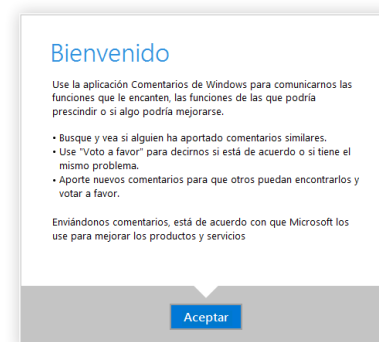 Bienvenido
Use la aplicación Comentarios de Windows para comunicarnos las
funciones que le encanten, las funciones de las que podría
prescindir o si algo podría mejorarse.
• Busque y vea si alguien ha aportado comentarios similares.
• Use "Voto a favor" para decirnos si está de acuerdo o si tiene el
mismo problema.
• Aporte nuevos comentarios para que otros puedan encontrarlos y
votar a favor.
Enviándonos comentarios, está de acuerdo con que Microsoft los
use para mejorar los productos y servicios
Aceptar